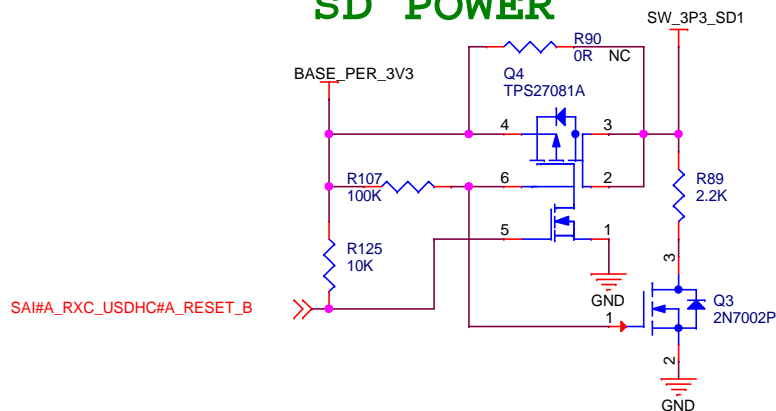 SD POWER
SW_3P3_SD1
R90
0R NC
BASE_PER_3V3
Q4
TPS27081A
4
3
R107
100K
6
2
R89
2.2K
5
1
R125
10K
3
GND
SAI#A_RXC_USDHC#A_RESET_B
1
Q3
2N7002P
2
GND